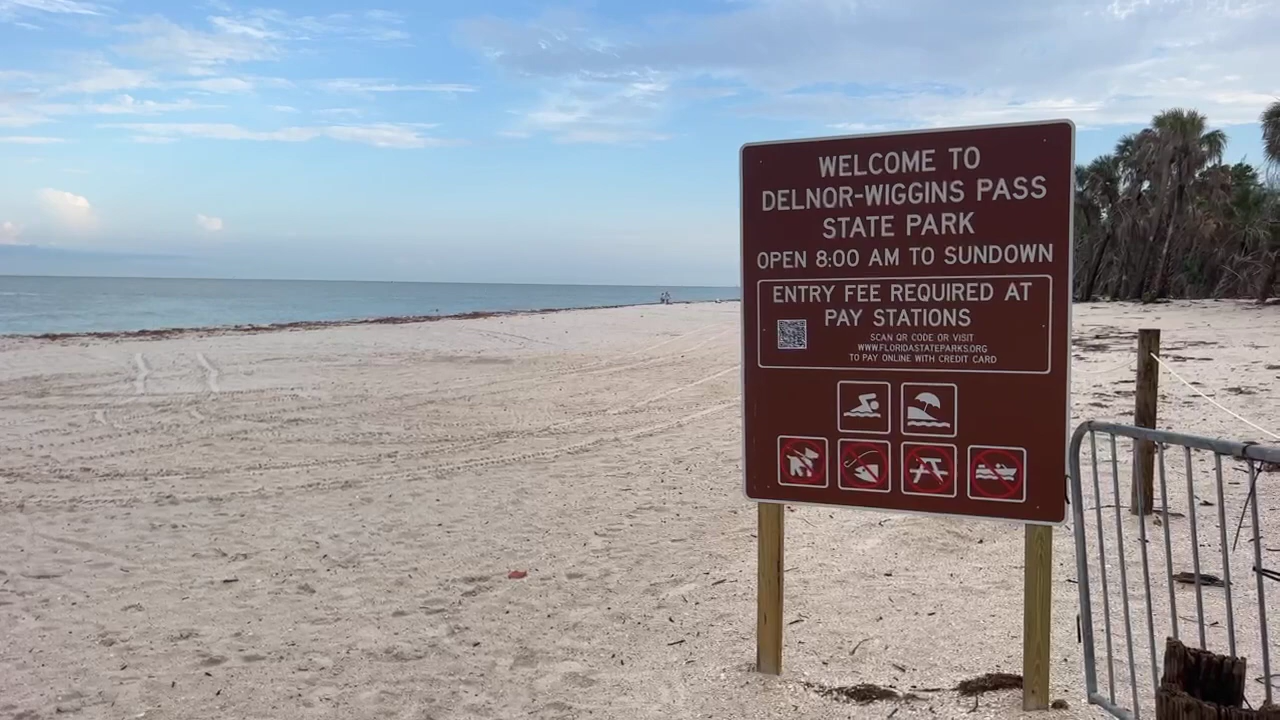 WELCOME TO
DELNOR-WIGGINS PASS
STATE PARK
OPEN 8:00 AM TO SUNDOWN
ENTRY FEE REQUIRED AT
PAY STATIONS
SCAN QR CODE OR VISIT
WWW.FLORIDASTATEPARKS.ORG
TO PAY ONLINE WITH CREDIT CARD